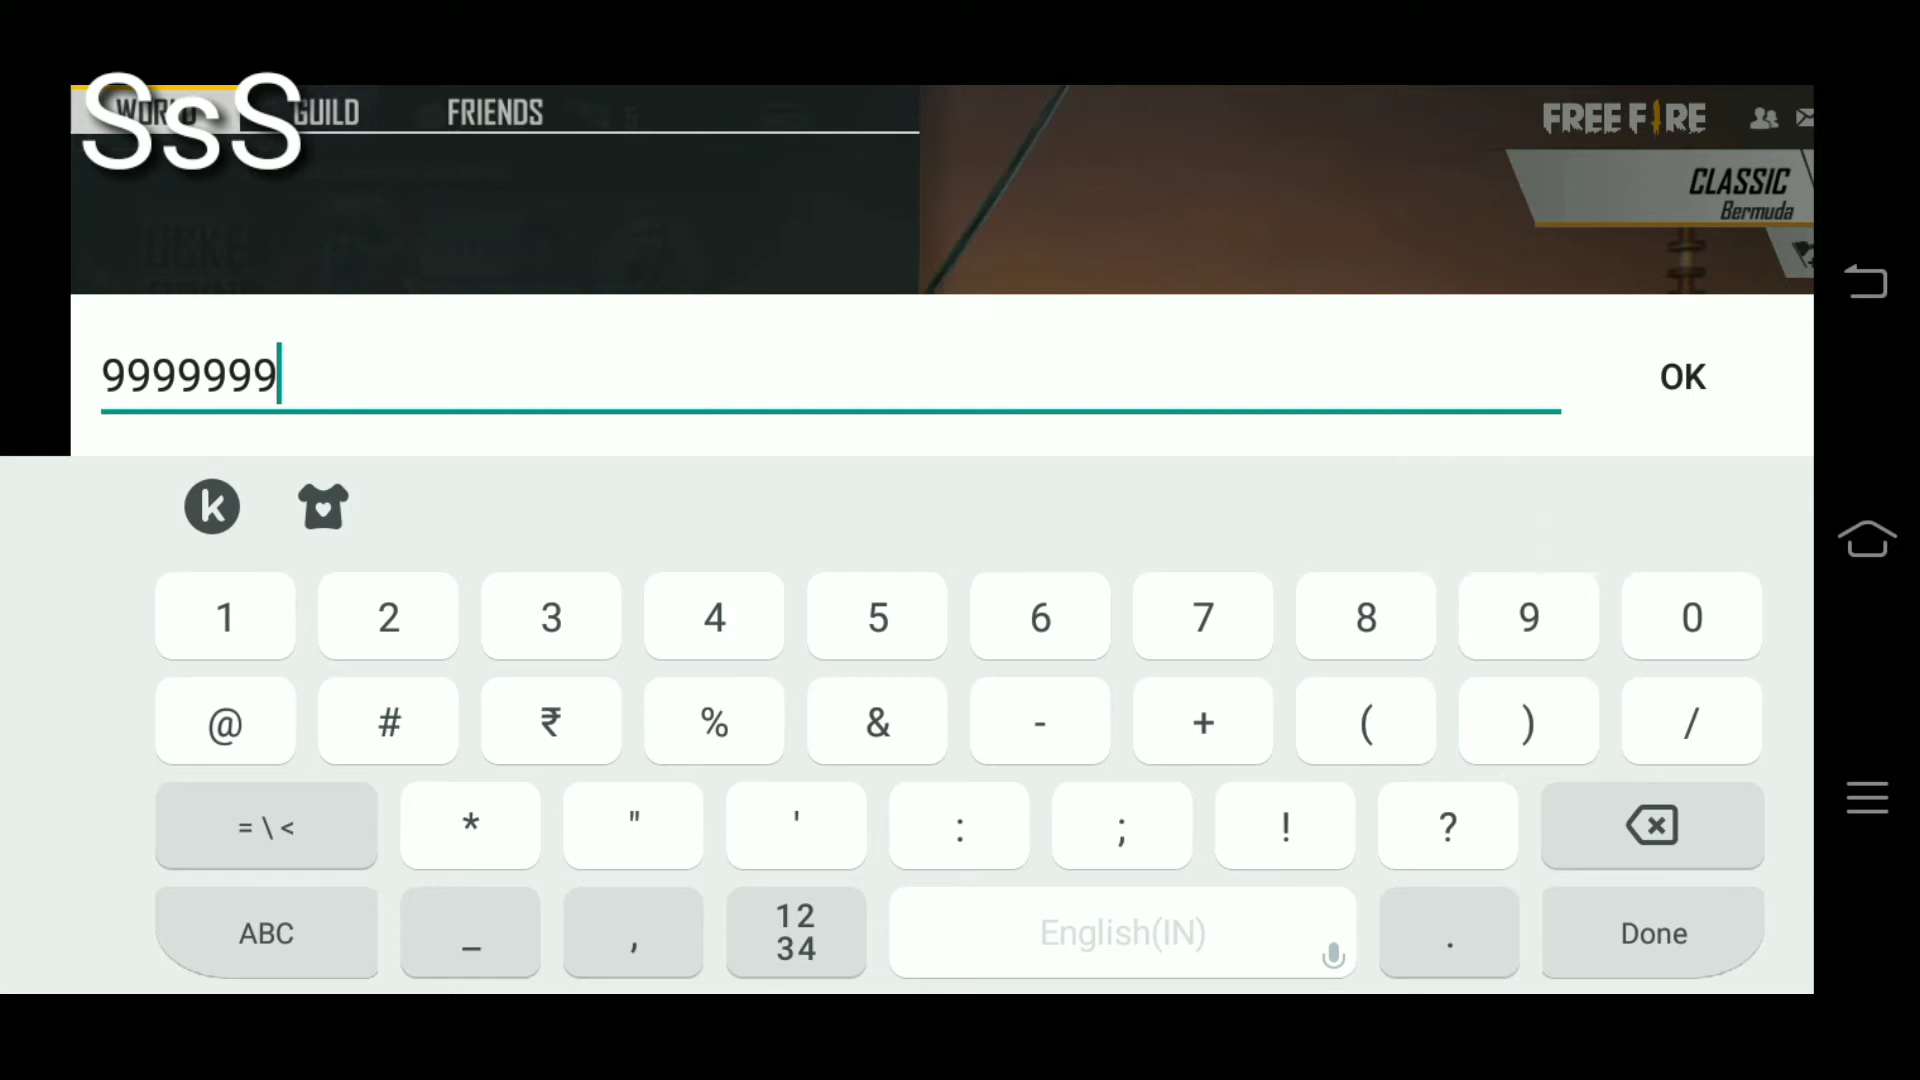 SsS
WORLD GUILD FRIENDS
FREE FIRE
CLASSIC
Bermuda
9999999
OK
k
1 2 3 4 5 6 7 8 9 0
@ # ₹ % & - + ( ) /
= \ < * " ' : ; ! ?
ABC _ , 12 34 English(IN) . Done